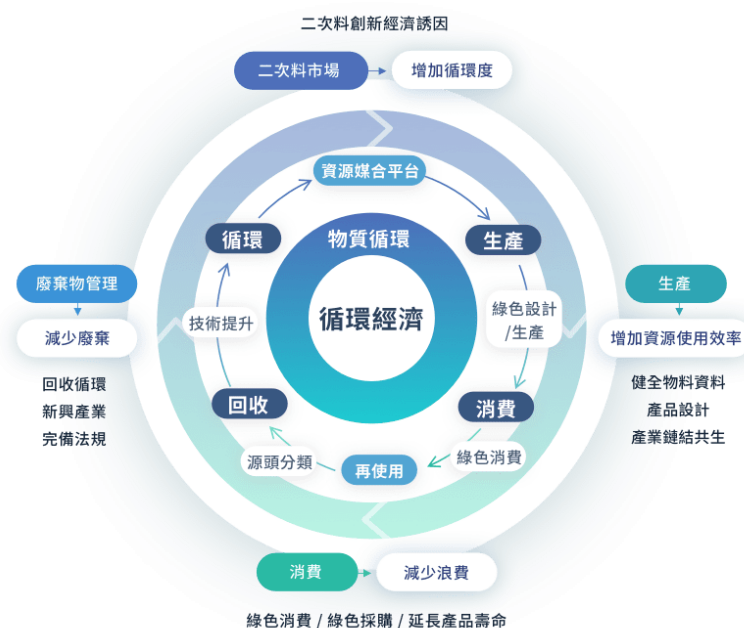 二次料創新經濟誘因
二次料市場
增加循環度
資源媒合平台
循環
物質循環
生產
廢棄物管理
減少廢棄
回收循環
新興產業
完備法規
技術提升
循環經濟
綠色設計
/生產
生產
增加資源使用效率
健全物料資料
產品設計
產業鏈結共生
回收
消費
源頭分類
再使用
綠色消費
消費
減少浪費
綠色消費 / 綠色採購 / 延長產品壽命